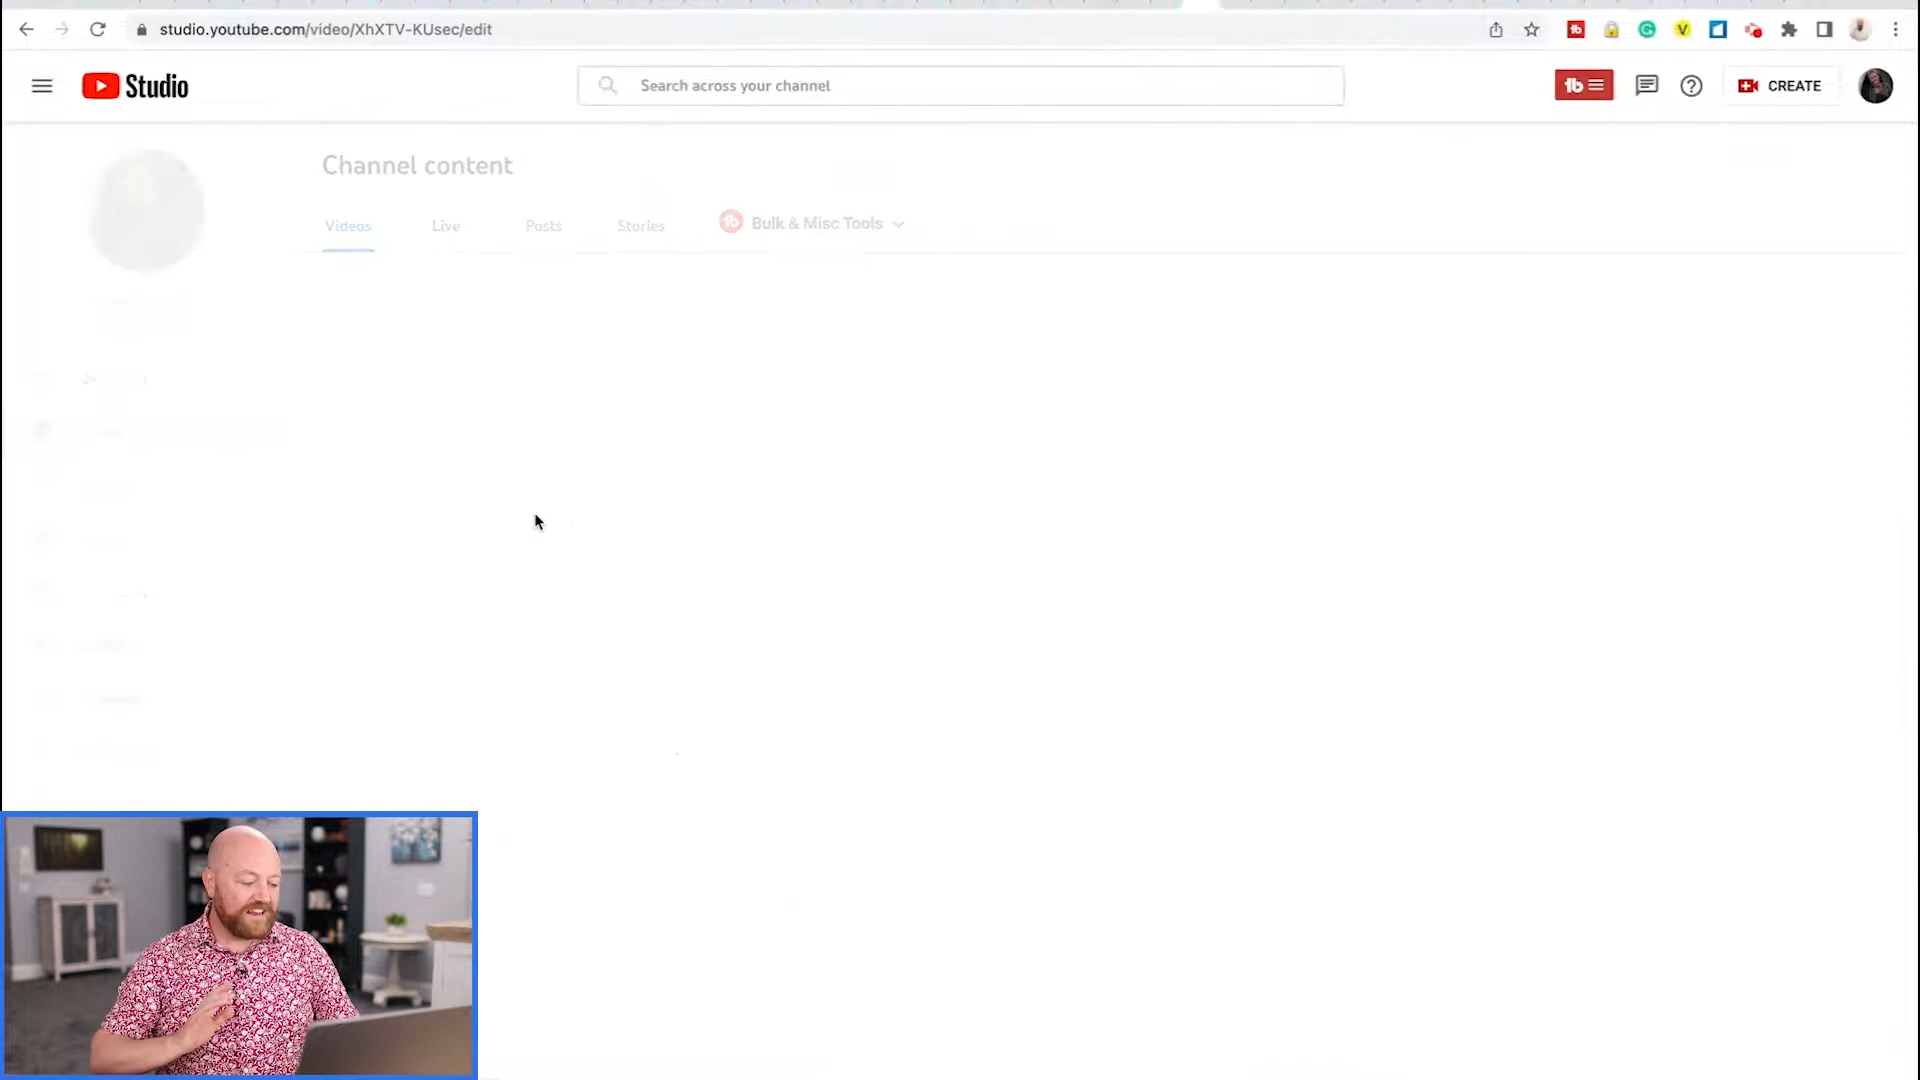 studio.youtube.com/video/XhXTV-KUsec/edit
Studio
Search across your channel
CREATE
Channel content
Videos
Live
Posts
Stories
Bulk & Misc Tools